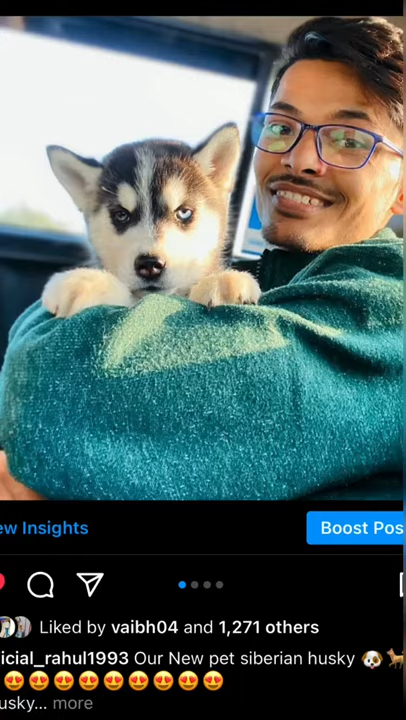 ew Insights
Boost Pos
Liked by vaibh04 and 1,271 others
icial_rahul1993 Our New pet siberian husky 🐶🐕
😍😍😍😍😍😍😍😍😍
usky... more